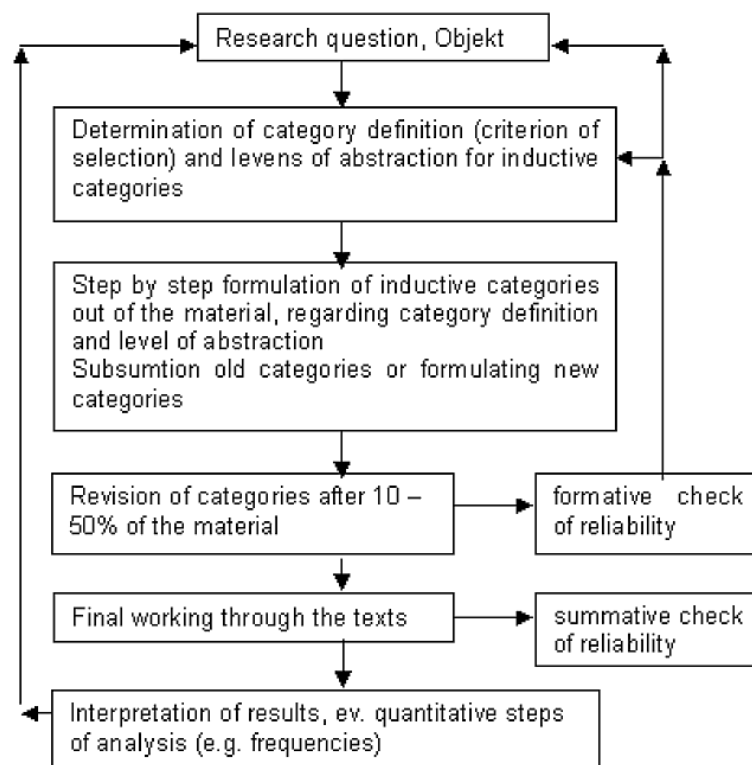 Research question, Objekt
Determination of category definition (criterion of
selection) and levens of abstraction for inductive
categories
Step by step formulation of inductive categories
out of the material, regarding category definition
and level of abstraction
Subsumtion old categories or formulating new
categories
Revision of categories after 10 –
50% of the material
formative check
of reliability
Final working through the texts
summative check
of reliability
Interpretation of results, ev. quantitative steps
of analysis (e.g. frequencies)